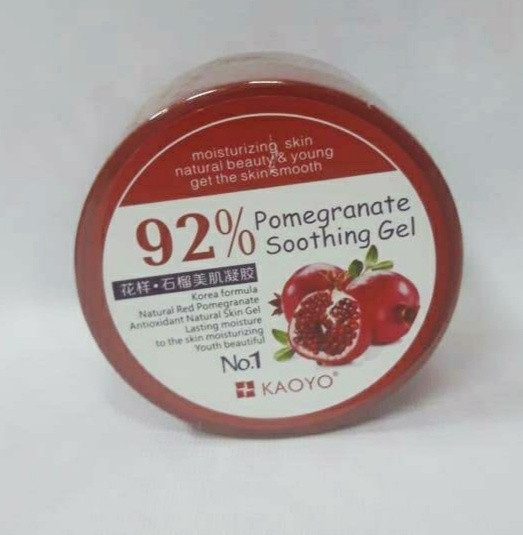 moisturizing skin
natural beauty & young
get the skin smooth
92% Pomegranate
Soothing Gel
花样·石榴美肌凝胶
Korea formula
Natural Red Pomegranate
Antioxidant Natural Skin Gel
Lasting moisture
to the skin moisturizing
Youth beautiful
No.1
KAOYO®